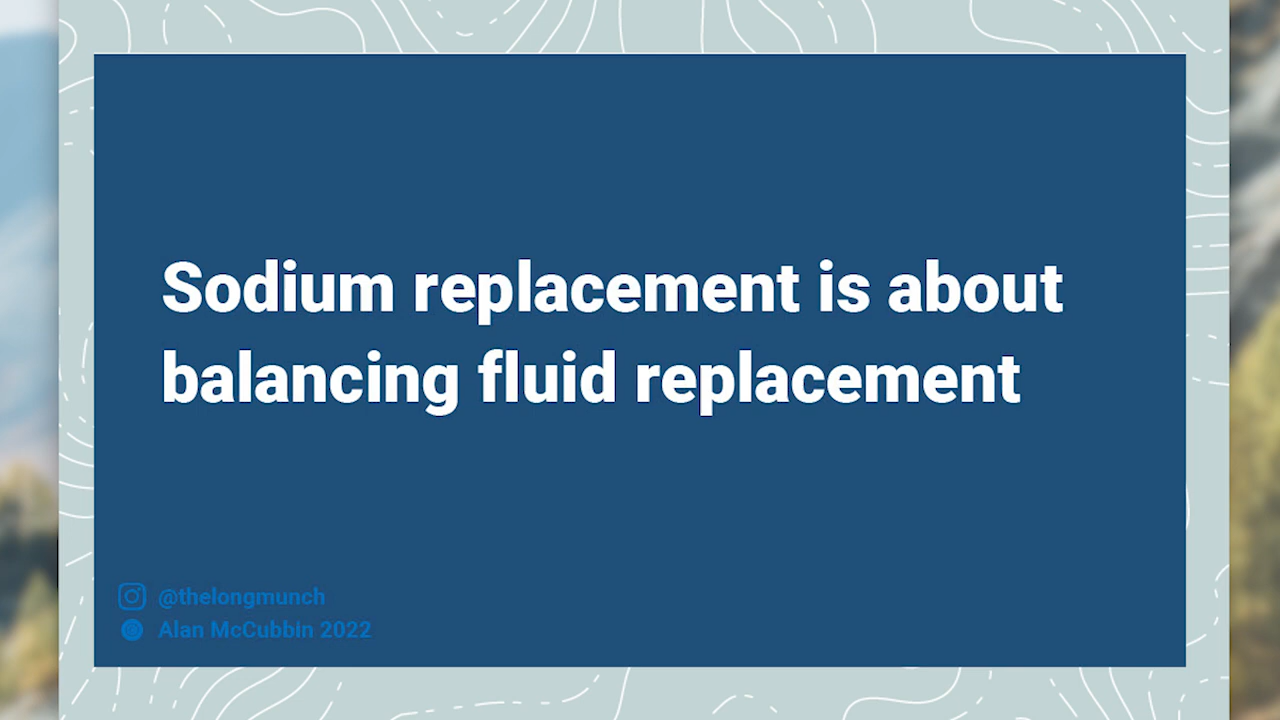 Sodium replacement is about
balancing fluid replacement
@thelongmunch
Alan McCubbin 2022